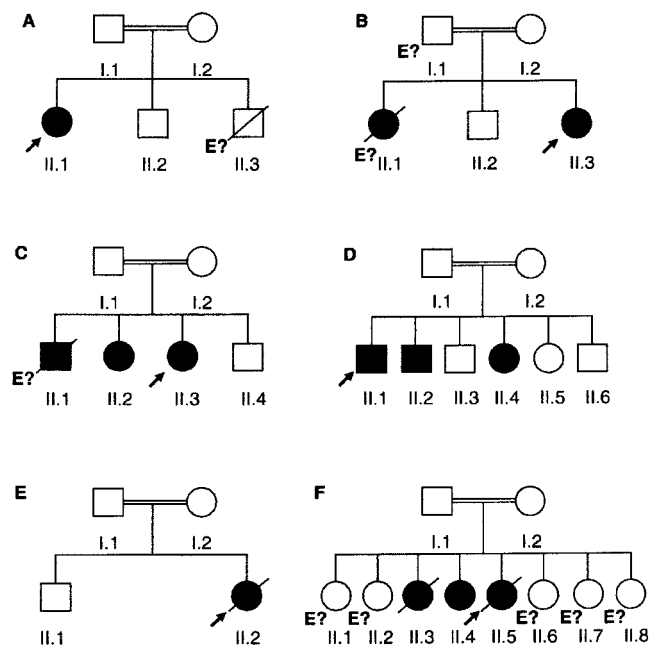 A
B
E?
I.1 I.2
I.1 I.2
E?
E?
II.1 II.2 II.3
II.1 II.2 II.3
C
D
I.1 I.2
I.1 I.2
E?
II.1 II.2 II.3 II.4
II.1 II.2 II.3 II.4 II.5 II.6
E
F
I.1 I.2
I.1 I.2
E? E? E? E? E?
II.1 II.2
II.1 II.2 II.3 II.4 II.5 II.6 II.7 II.8